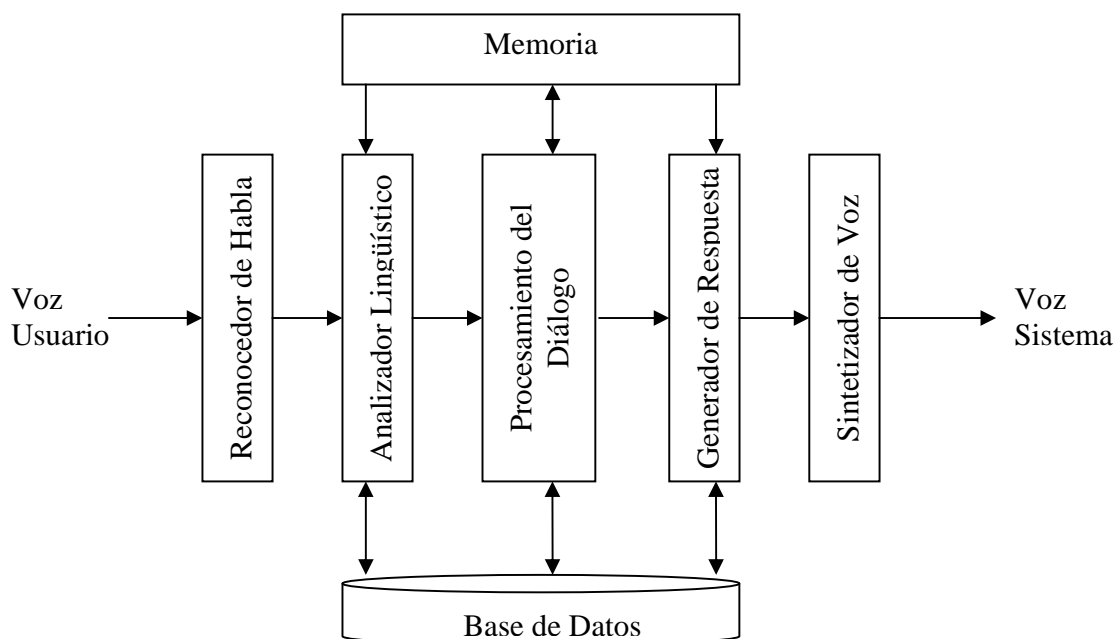 Memoria
Voz
Usuario
Reconocedor de Habla
Analizador Lingüístico
Procesamiento del
Diálogo
Generador de Respuesta
Sintetizador de Voz
Voz
Sistema
Base de Datos